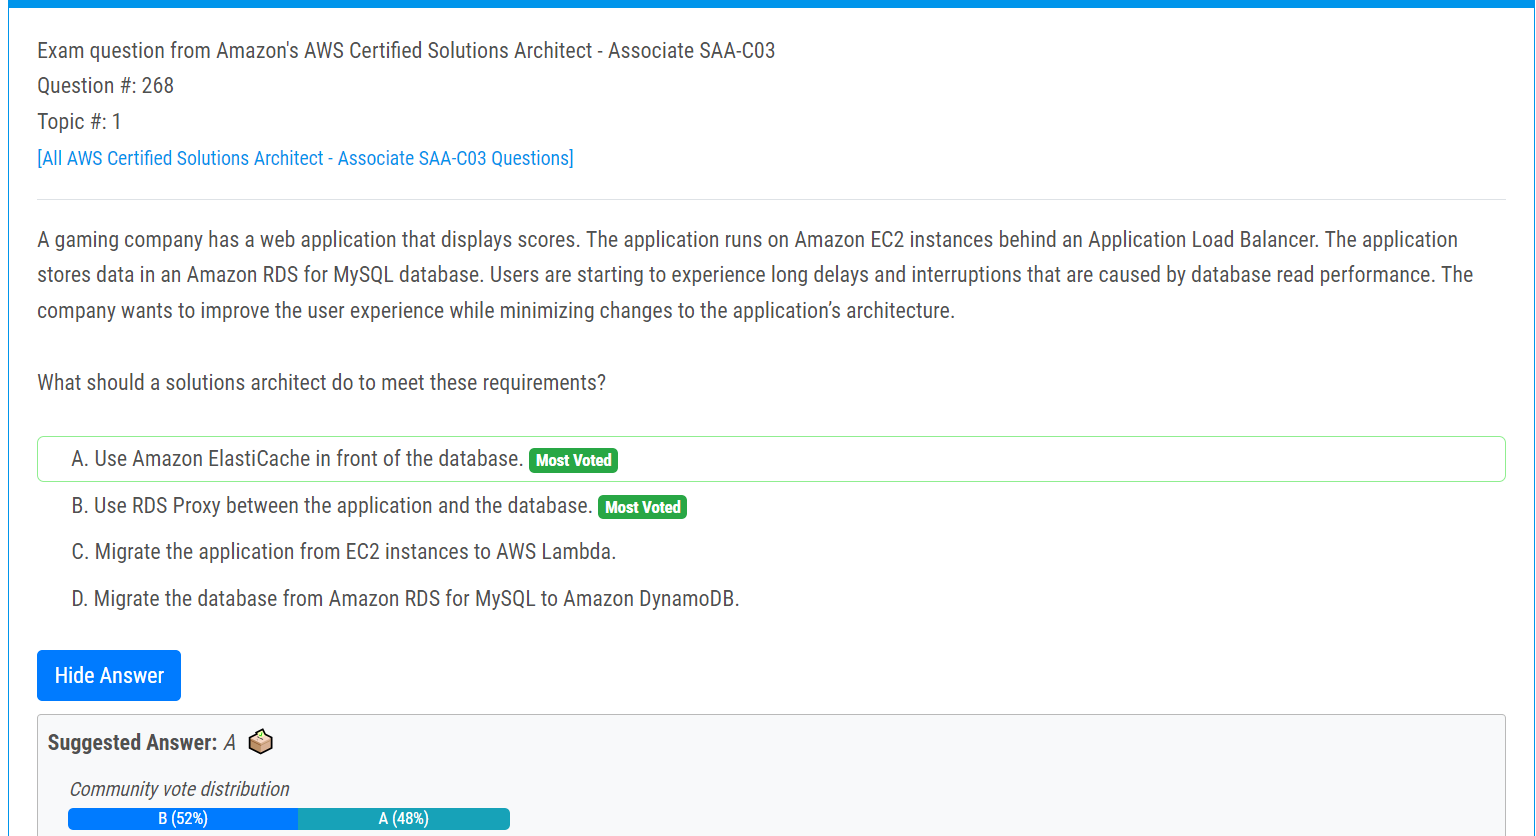 Exam question from Amazon's AWS Certified Solutions Architect - Associate SAA-C03
Question #: 268
Topic #: 1
[All AWS Certified Solutions Architect - Associate SAA-C03 Questions]
A gaming company has a web application that displays scores. The application runs on Amazon EC2 instances behind an Application Load Balancer. The application
stores data in an Amazon RDS for MySQL database. Users are starting to experience long delays and interruptions that are caused by database read performance. The
company wants to improve the user experience while minimizing changes to the application’s architecture.
What should a solutions architect do to meet these requirements?
A. Use Amazon ElastiCache in front of the database. Most Voted
B. Use RDS Proxy between the application and the database. Most Voted
C. Migrate the application from EC2 instances to AWS Lambda.
D. Migrate the database from Amazon RDS for MySQL to Amazon DynamoDB.
Hide Answer
Suggested Answer: A
Community vote distribution
B (52%) A (48%)